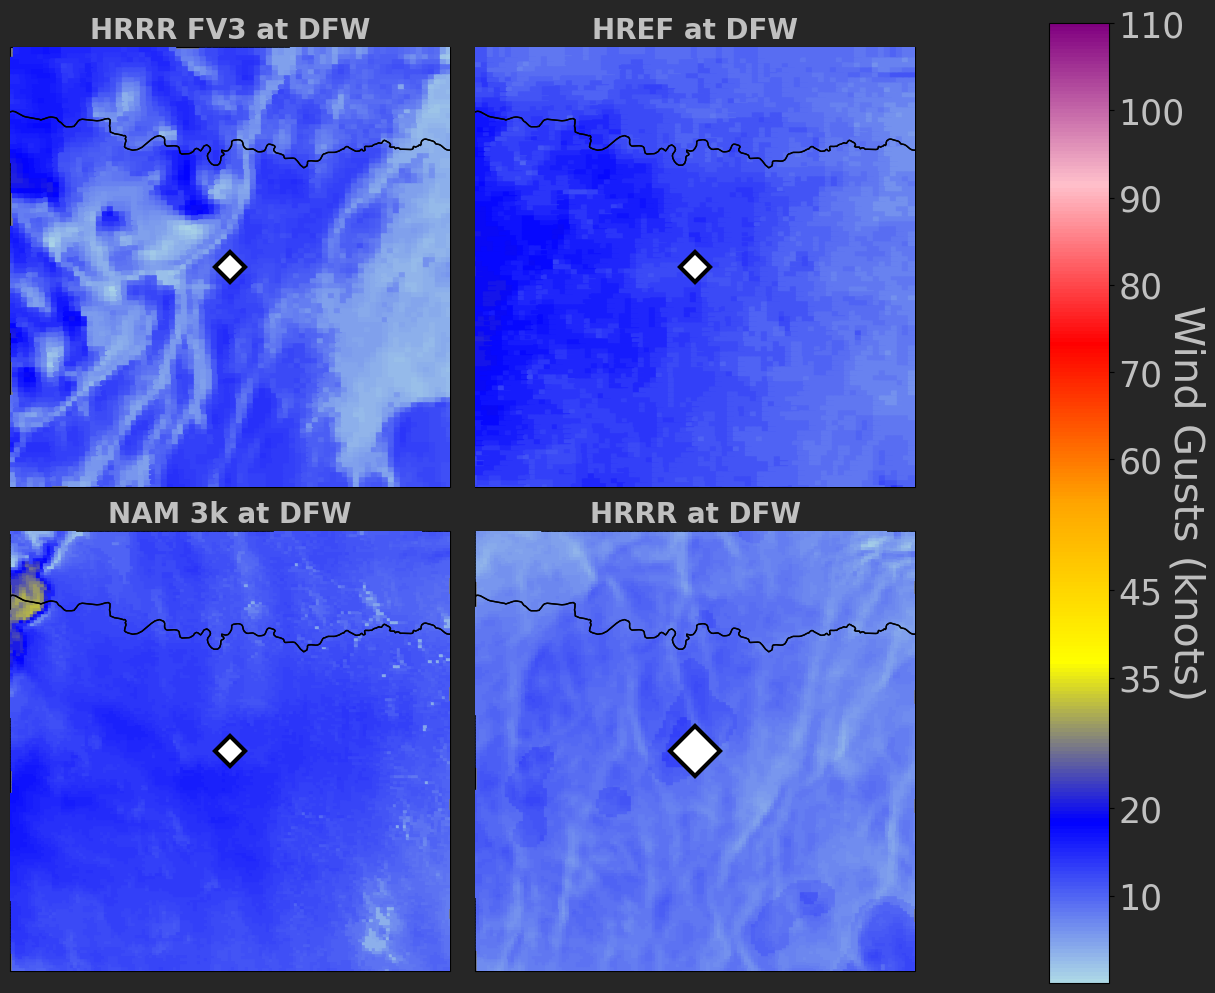 HRRR FV3 at DFW
HREF at DFW
NAM 3k at DFW
HRRR at DFW
110
100
90
80
70
60
45
35
20
10
Wind Gusts (knots)